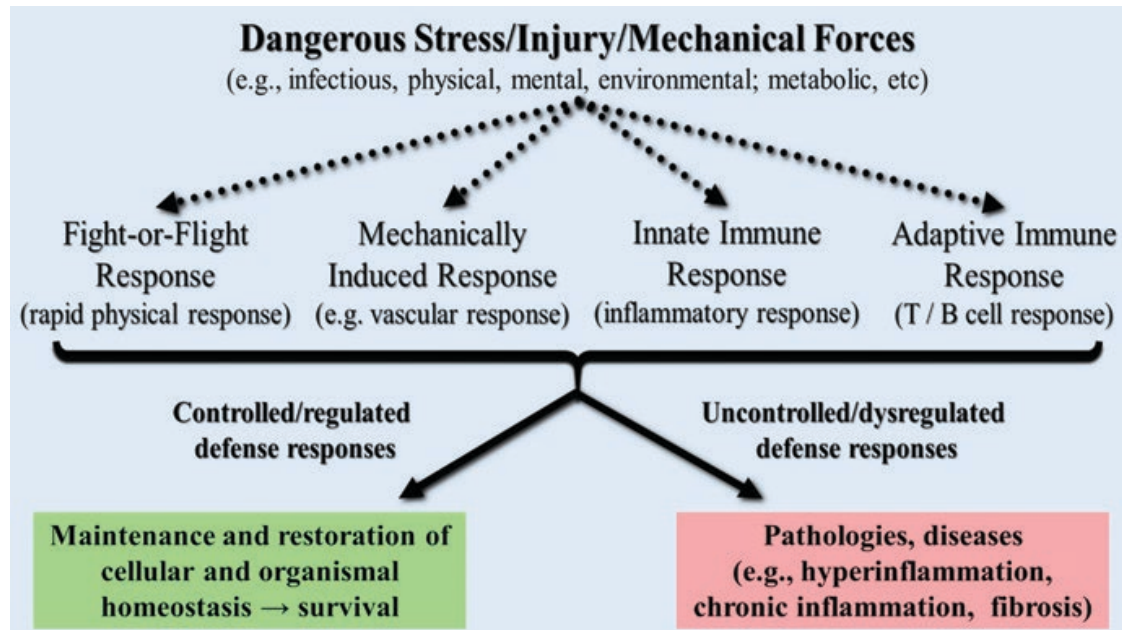 Dangerous Stress/Injury/Mechanical Forces
(e.g., infectious, physical, mental, environmental; metabolic, etc)
Fight-or-Flight
Response
(rapid physical response)
Mechanically
Induced Response
(e.g. vascular response)
Innate Immune
Response
(inflammatory response)
Adaptive Immune
Response
(T / B cell response)
Controlled/regulated
defense responses
Uncontrolled/dysregulated
defense responses
Maintenance and restoration of
cellular and organismal
homeostasis → survival
Pathologies, diseases
(e.g., hyperinflammation,
chronic inflammation, fibrosis)